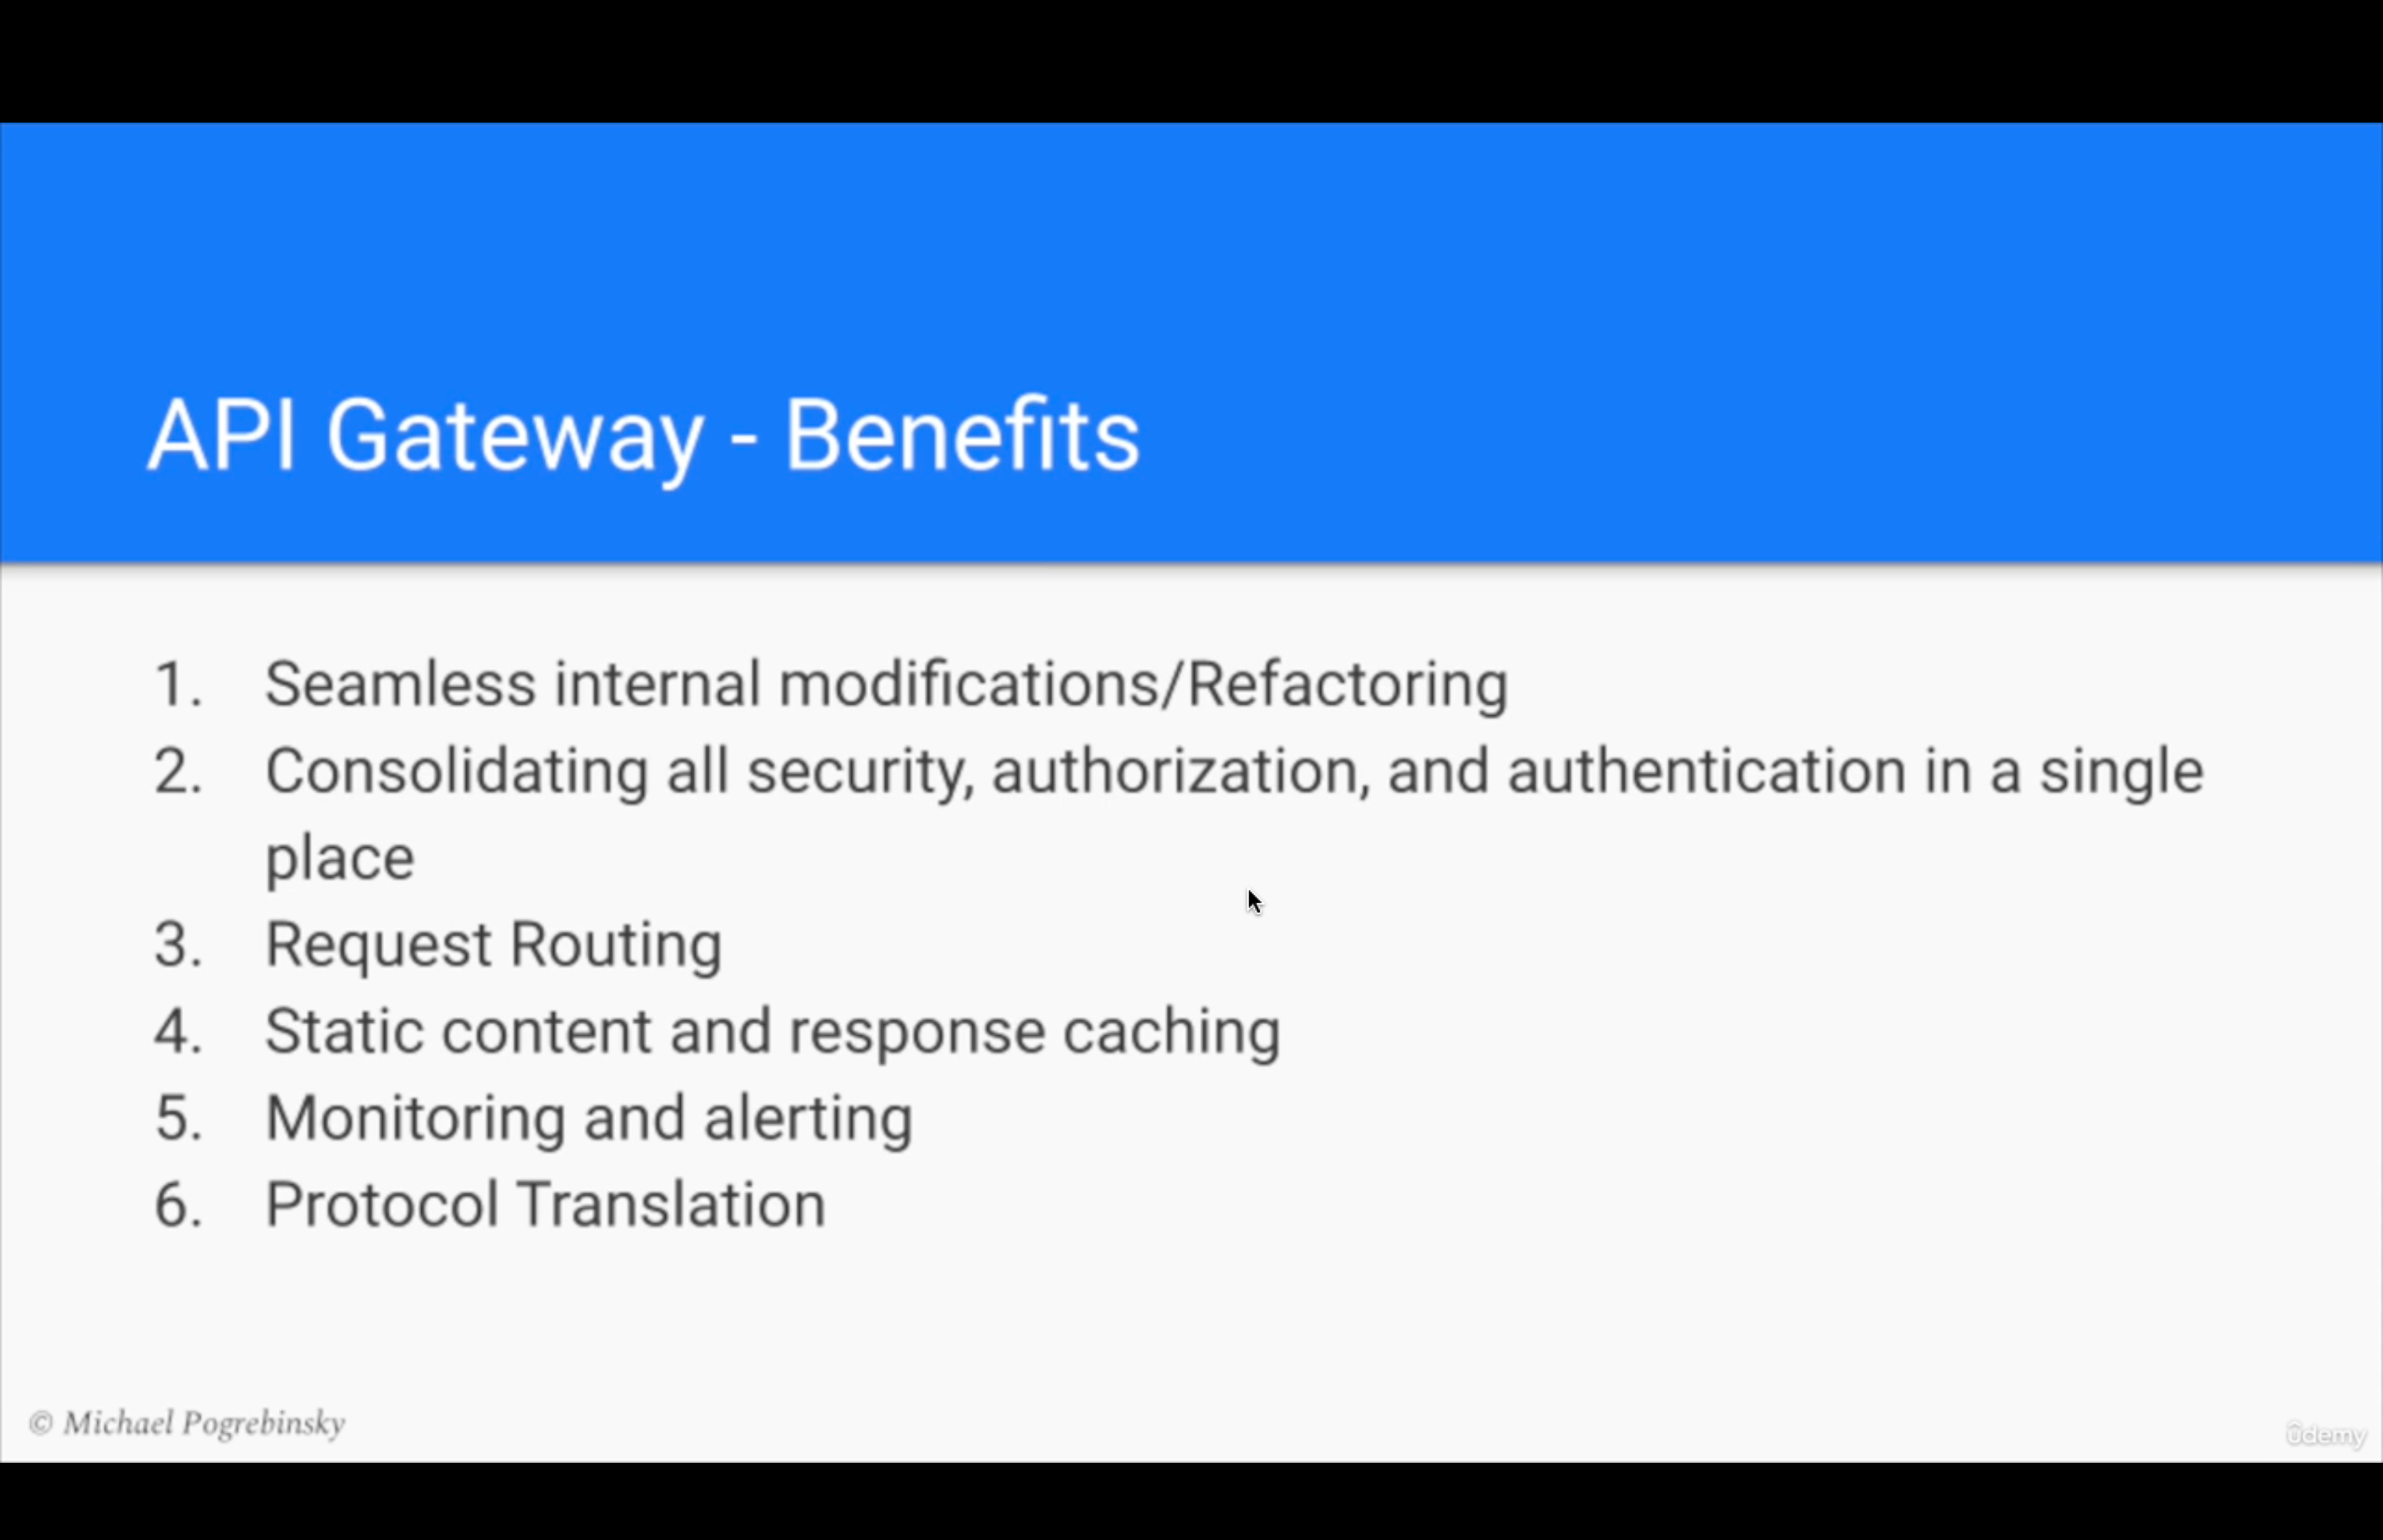 API Gateway - Benefits
1. Seamless internal modifications/Refactoring
2. Consolidating all security, authorization, and authentication in a single
place
3. Request Routing
4. Static content and response caching
5. Monitoring and alerting
6. Protocol Translation
© Michael Pogrebinsky
ûdemy